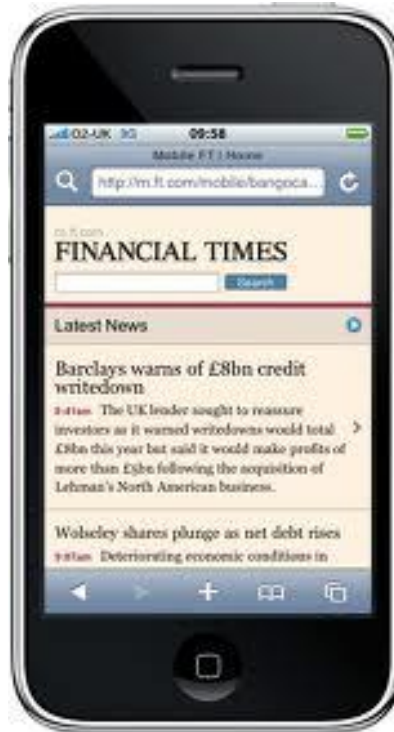 O2-UK 3G 09:58
Mobile FT | Home
http://m.ft.com/mobile/bangoca...
m.ft.com
FINANCIAL TIMES
Search
Latest News
Barclays warns of £8bn credit
writedown
The UK lender sought to reassure
investors as it warned writedowns would total
£8bn this year but said it would make profits of
more than £5bn following the acquisition of
Lehman's North American business.
Wolseley shares plunge as net debt rises
Deteriorating economic conditions in